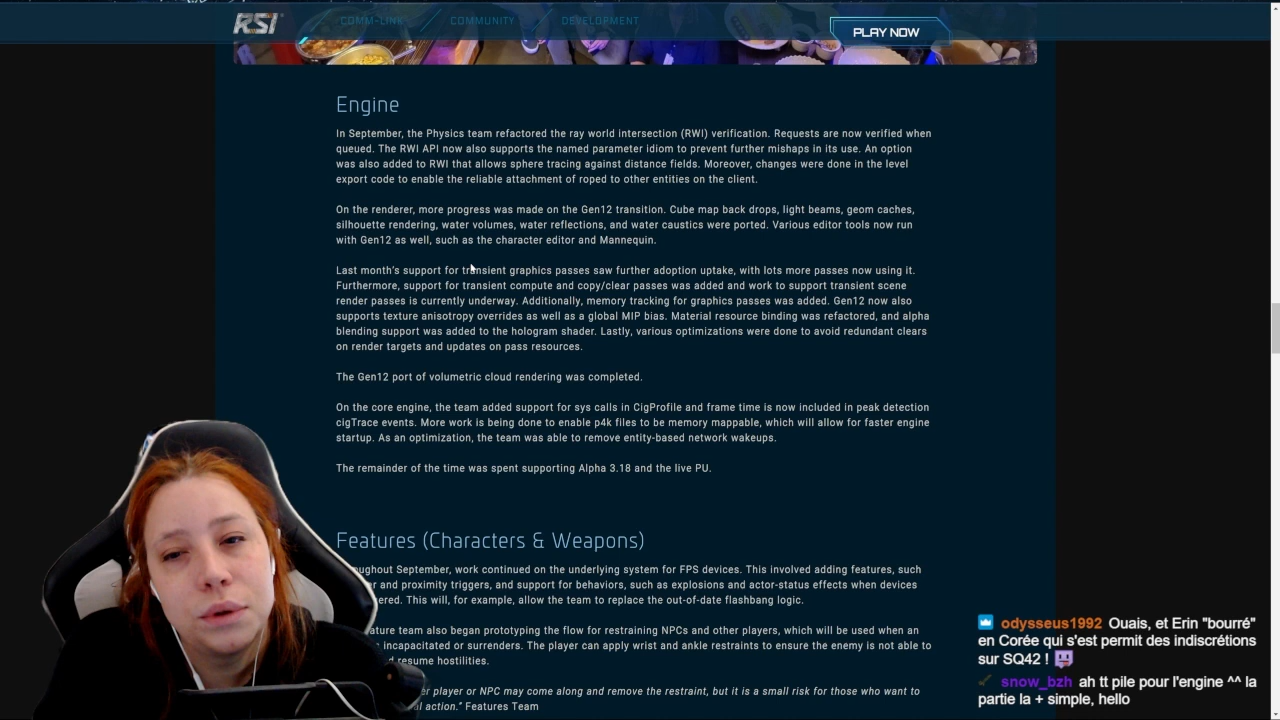 RSI
COMM-LINK
COMMUNITY
DEVELOPMENT
PLAY NOW
Engine
In September, the Physics team refactored the ray world intersection (RWI) verification. Requests are now verified when
queued. The RWI API now also supports the named parameter idiom to prevent further mishaps in its use. An option
was also added to RWI that allows sphere tracing against distance fields. Moreover, changes were done in the level
export code to enable the reliable attachment of roped to other entities on the client.
On the renderer, more progress was made on the Gen12 transition. Cube map back drops, light beams, geom caches,
silhouette rendering, water volumes, water reflections, and water caustics were ported. Various editor tools now run
with Gen12 as well, such as the character editor and Mannequin.
Last month's support for transient graphics passes saw further adoption uptake, with lots more passes now using it.
Furthermore, support for transient compute and copy/clear passes was added and work to support transient scene
render passes is currently underway. Additionally, memory tracking for graphics passes was added. Gen12 now also
supports texture anisotropy overrides as well as a global MIP bias. Material resource binding was refactored, and alpha
blending support was added to the hologram shader. Lastly, various optimizations were done to avoid redundant clears
on render targets and updates on pass resources.
The Gen12 port of volumetric cloud rendering was completed.
On the core engine, the team added support for sys calls in CigProfile and frame time is now included in peak detection
cigTrace events. More work is being done to enable p4k files to be memory mappable, which will allow for faster engine
startup. As an optimization, the team was able to remove entity-based network wakeups.
The remainder of the time was spent supporting Alpha 3.18 and the live PU.
Features (Characters & Weapons)
oughout September, work continued on the underlying system for FPS devices. This involved adding features, such
er and proximity triggers, and support for behaviors, such as explosions and actor-status effects when devices
ered. This will, for example, allow the team to replace the out-of-date flashbang logic.
ature team also began prototyping the flow for restraining NPCs and other players, which will be used when an
incapacitated or surrenders. The player can apply wrist and ankle restraints to ensure the enemy is not able to
d resume hostilities.
er player or NPC may come along and remove the restraint, but it is a small risk for those who want to
al action." Features Team
odysseus1992 Ouais, et Erin "bourré"
en Corée qui s'est permit des indiscrétions
sur SQ42 !
snow_bzh ah tt pile pour l'engine ^^ la
partie la + simple, hello